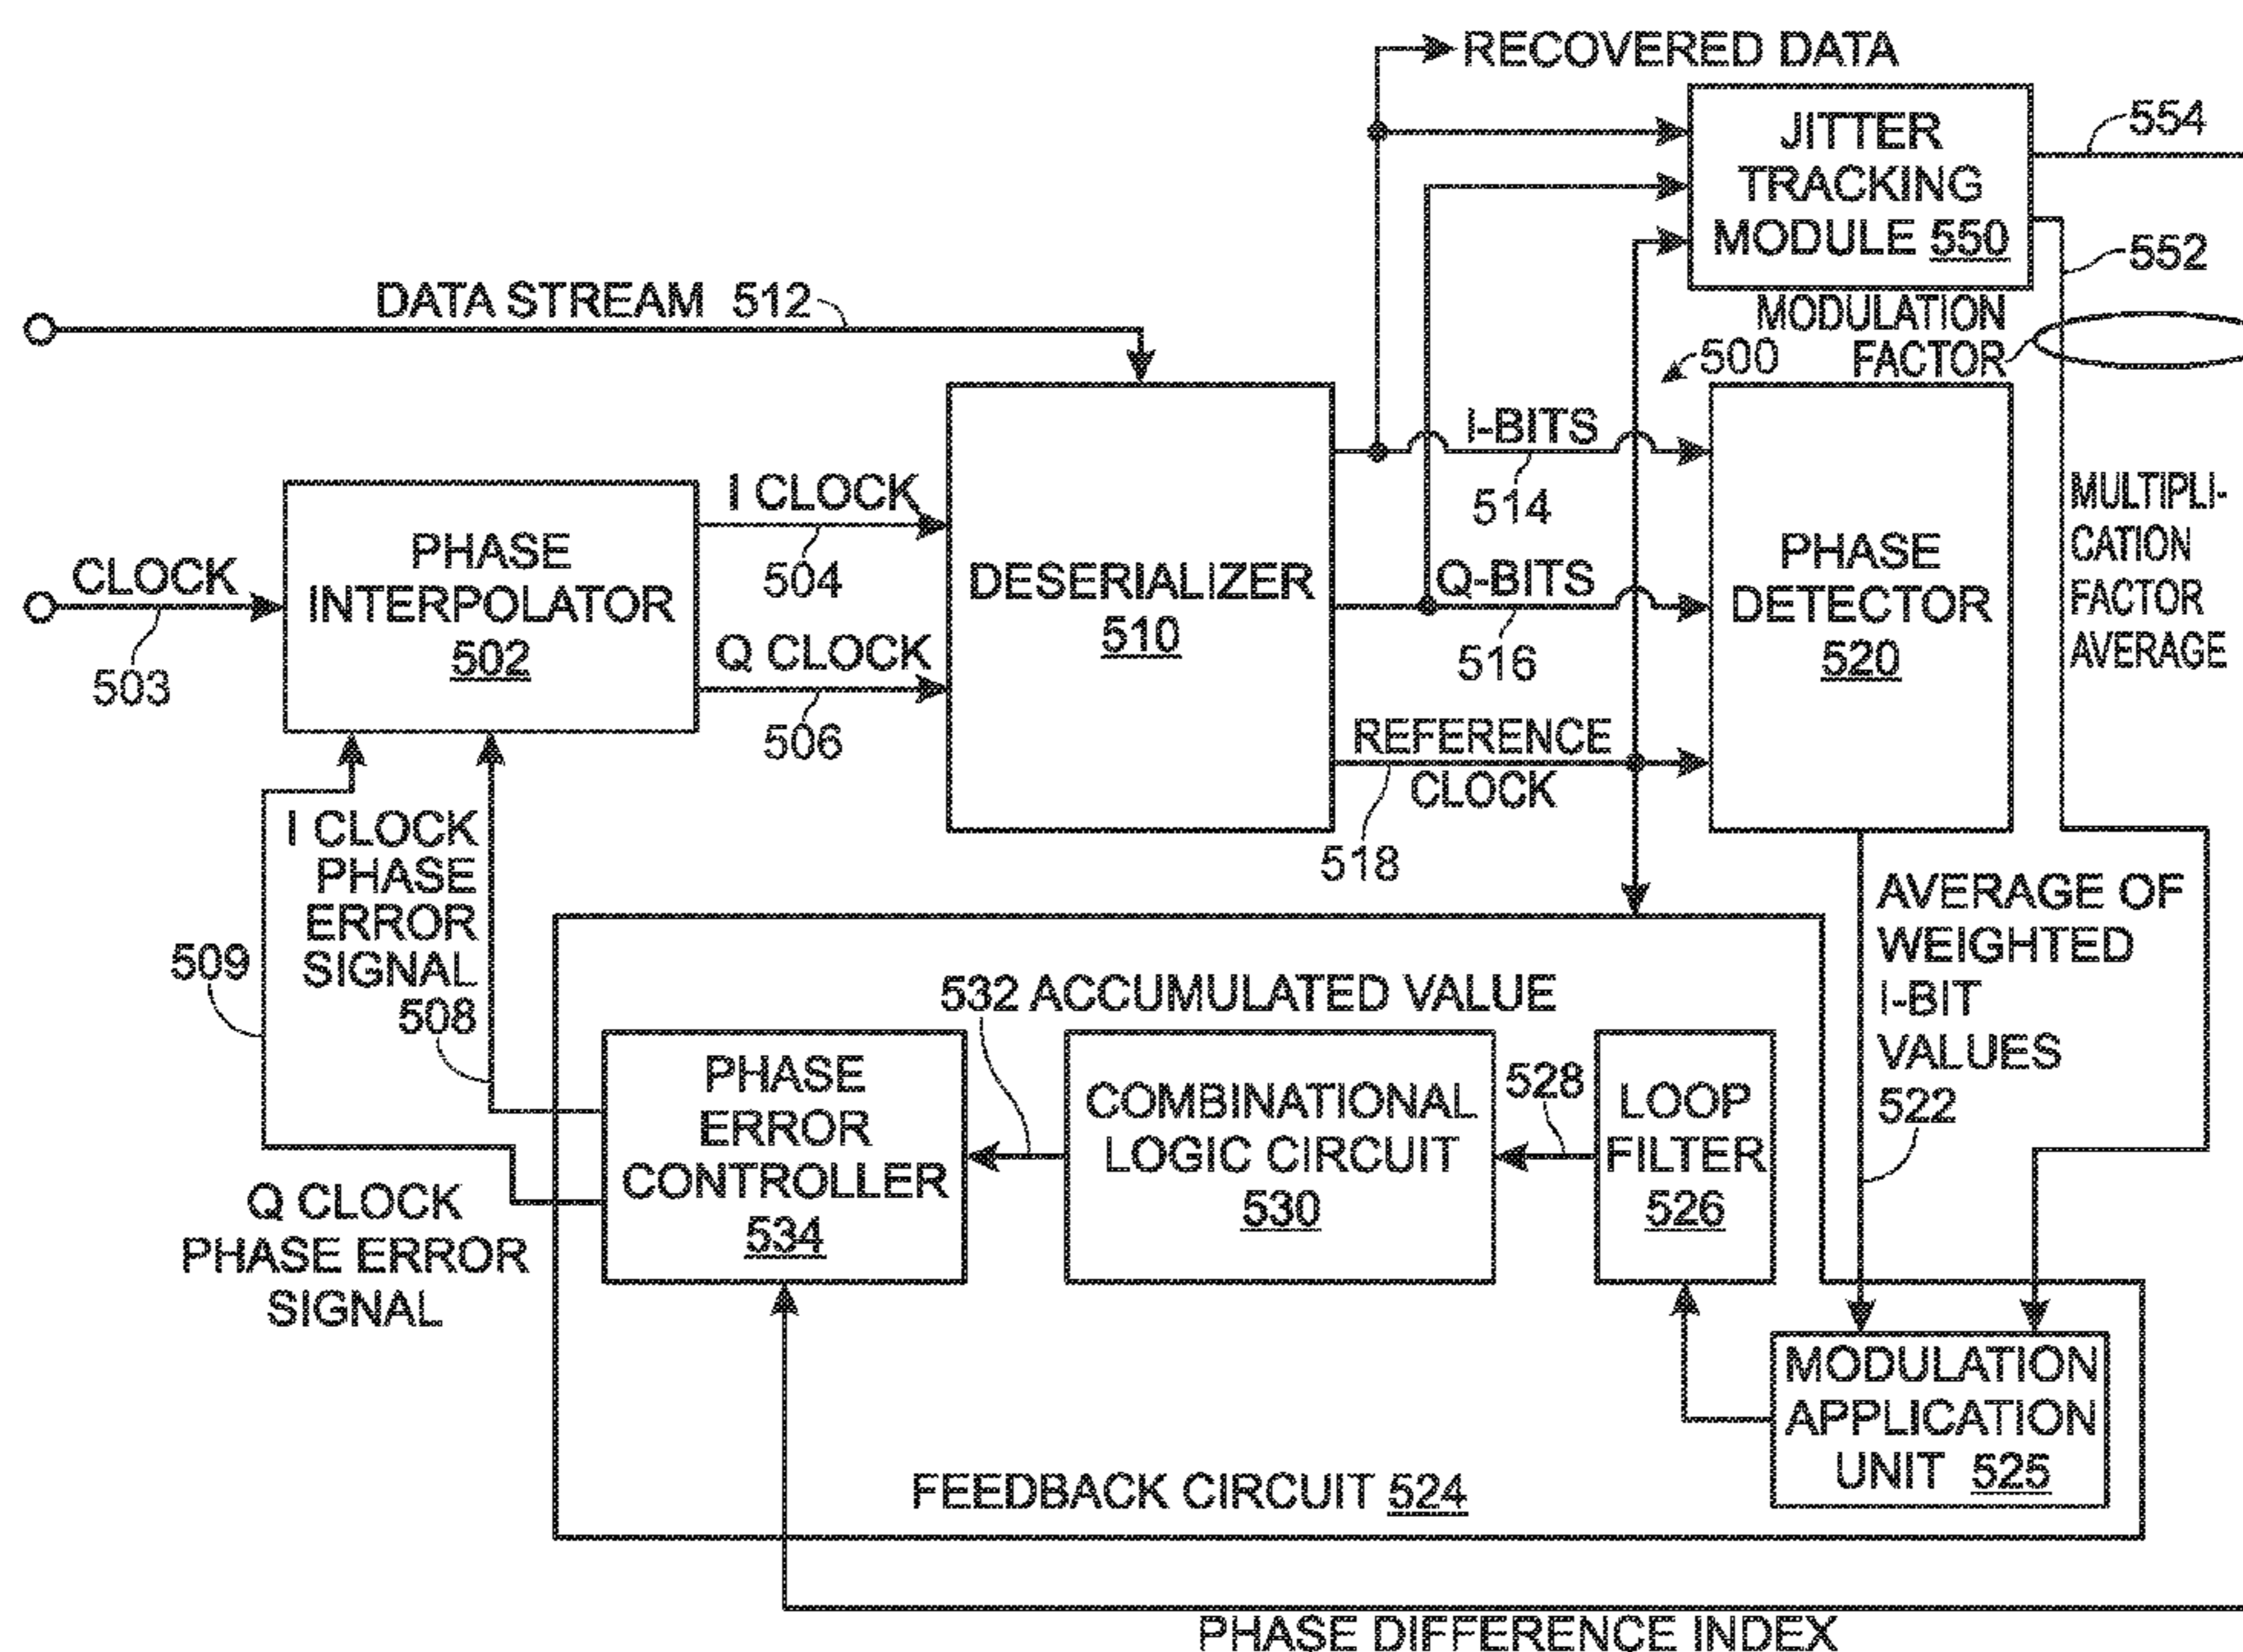 RECOVERED DATA
JITTER
TRACKING
MODULE 550
554
552
DATA STREAM 512
MODULATION
FACTOR
500
I-BITS
514
I CLOCK
504
CLOCK
503
PHASE
INTERPOLATOR
502
Q CLOCK
506
DESERIALIZER
510
Q-BITS
516
PHASE
DETECTOR
520
MULTIPLI-
CATION
FACTOR
AVERAGE
REFERENCE
CLOCK
518
I CLOCK
PHASE
ERROR
SIGNAL
508
509
AVERAGE OF
WEIGHTED
I-BIT
VALUES
522
532 ACCUMULATED VALUE
PHASE
ERROR
CONTROLLER
534
COMBINATIONAL
LOGIC CIRCUIT
530
528
LOOP
FILTER
526
Q CLOCK
PHASE ERROR
SIGNAL
MODULATION
APPLICATION
UNIT 525
FEEDBACK CIRCUIT 524
PHASE DIFFERENCE INDEX